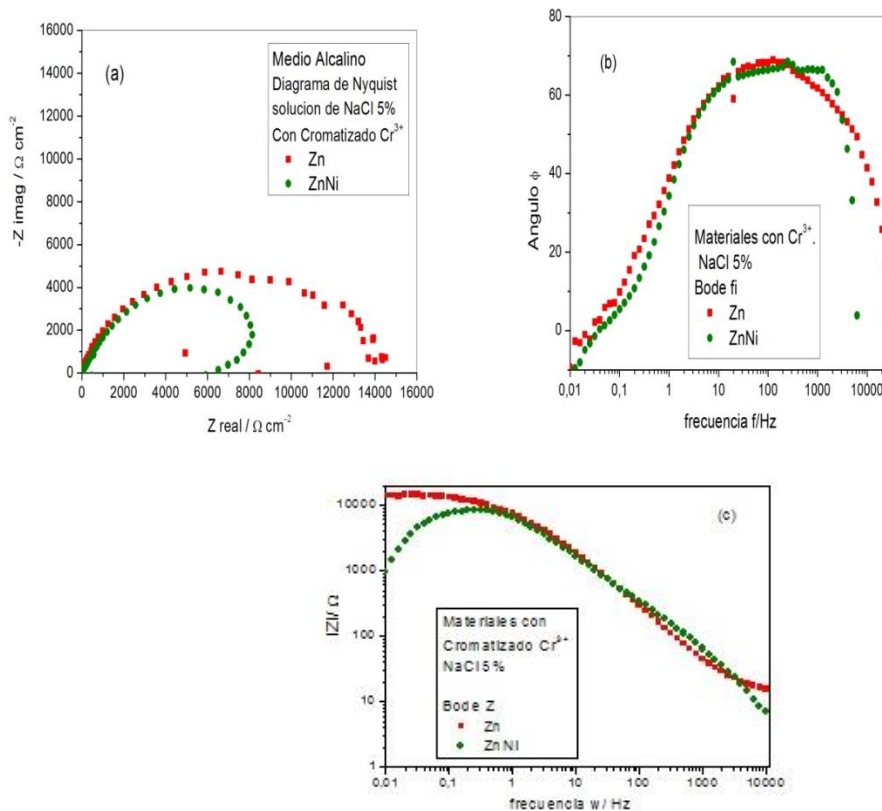 (a)
-Z imag / Ω cm⁻²
16000
14000
12000
10000
8000
6000
4000
2000
0
Medio Alcalino
Diagrama de Nyquist
solucion de NaCl 5%
Con Cromatizado Cr³⁺
Zn
ZnNi
0 2000 4000 6000 8000 10000 12000 14000 16000
Z real / Ω cm⁻²
(b)
Angulo ϕ
80
60
40
20
0
Materiales con Cr³⁺.
NaCl 5%
Bode fi
Zn
ZnNi
0,01 0,1 1 10 100 1000
frecuencia f/Hz
(c)
IZI/ Ω
10000
1000
100
10
1
Materiales con
Cromatizado Cr³⁺
NaCl 5%
Bode Z
Zn
ZnNi
0,01 0,1 1 10 100 1000 10000
frecuencia w/ Hz